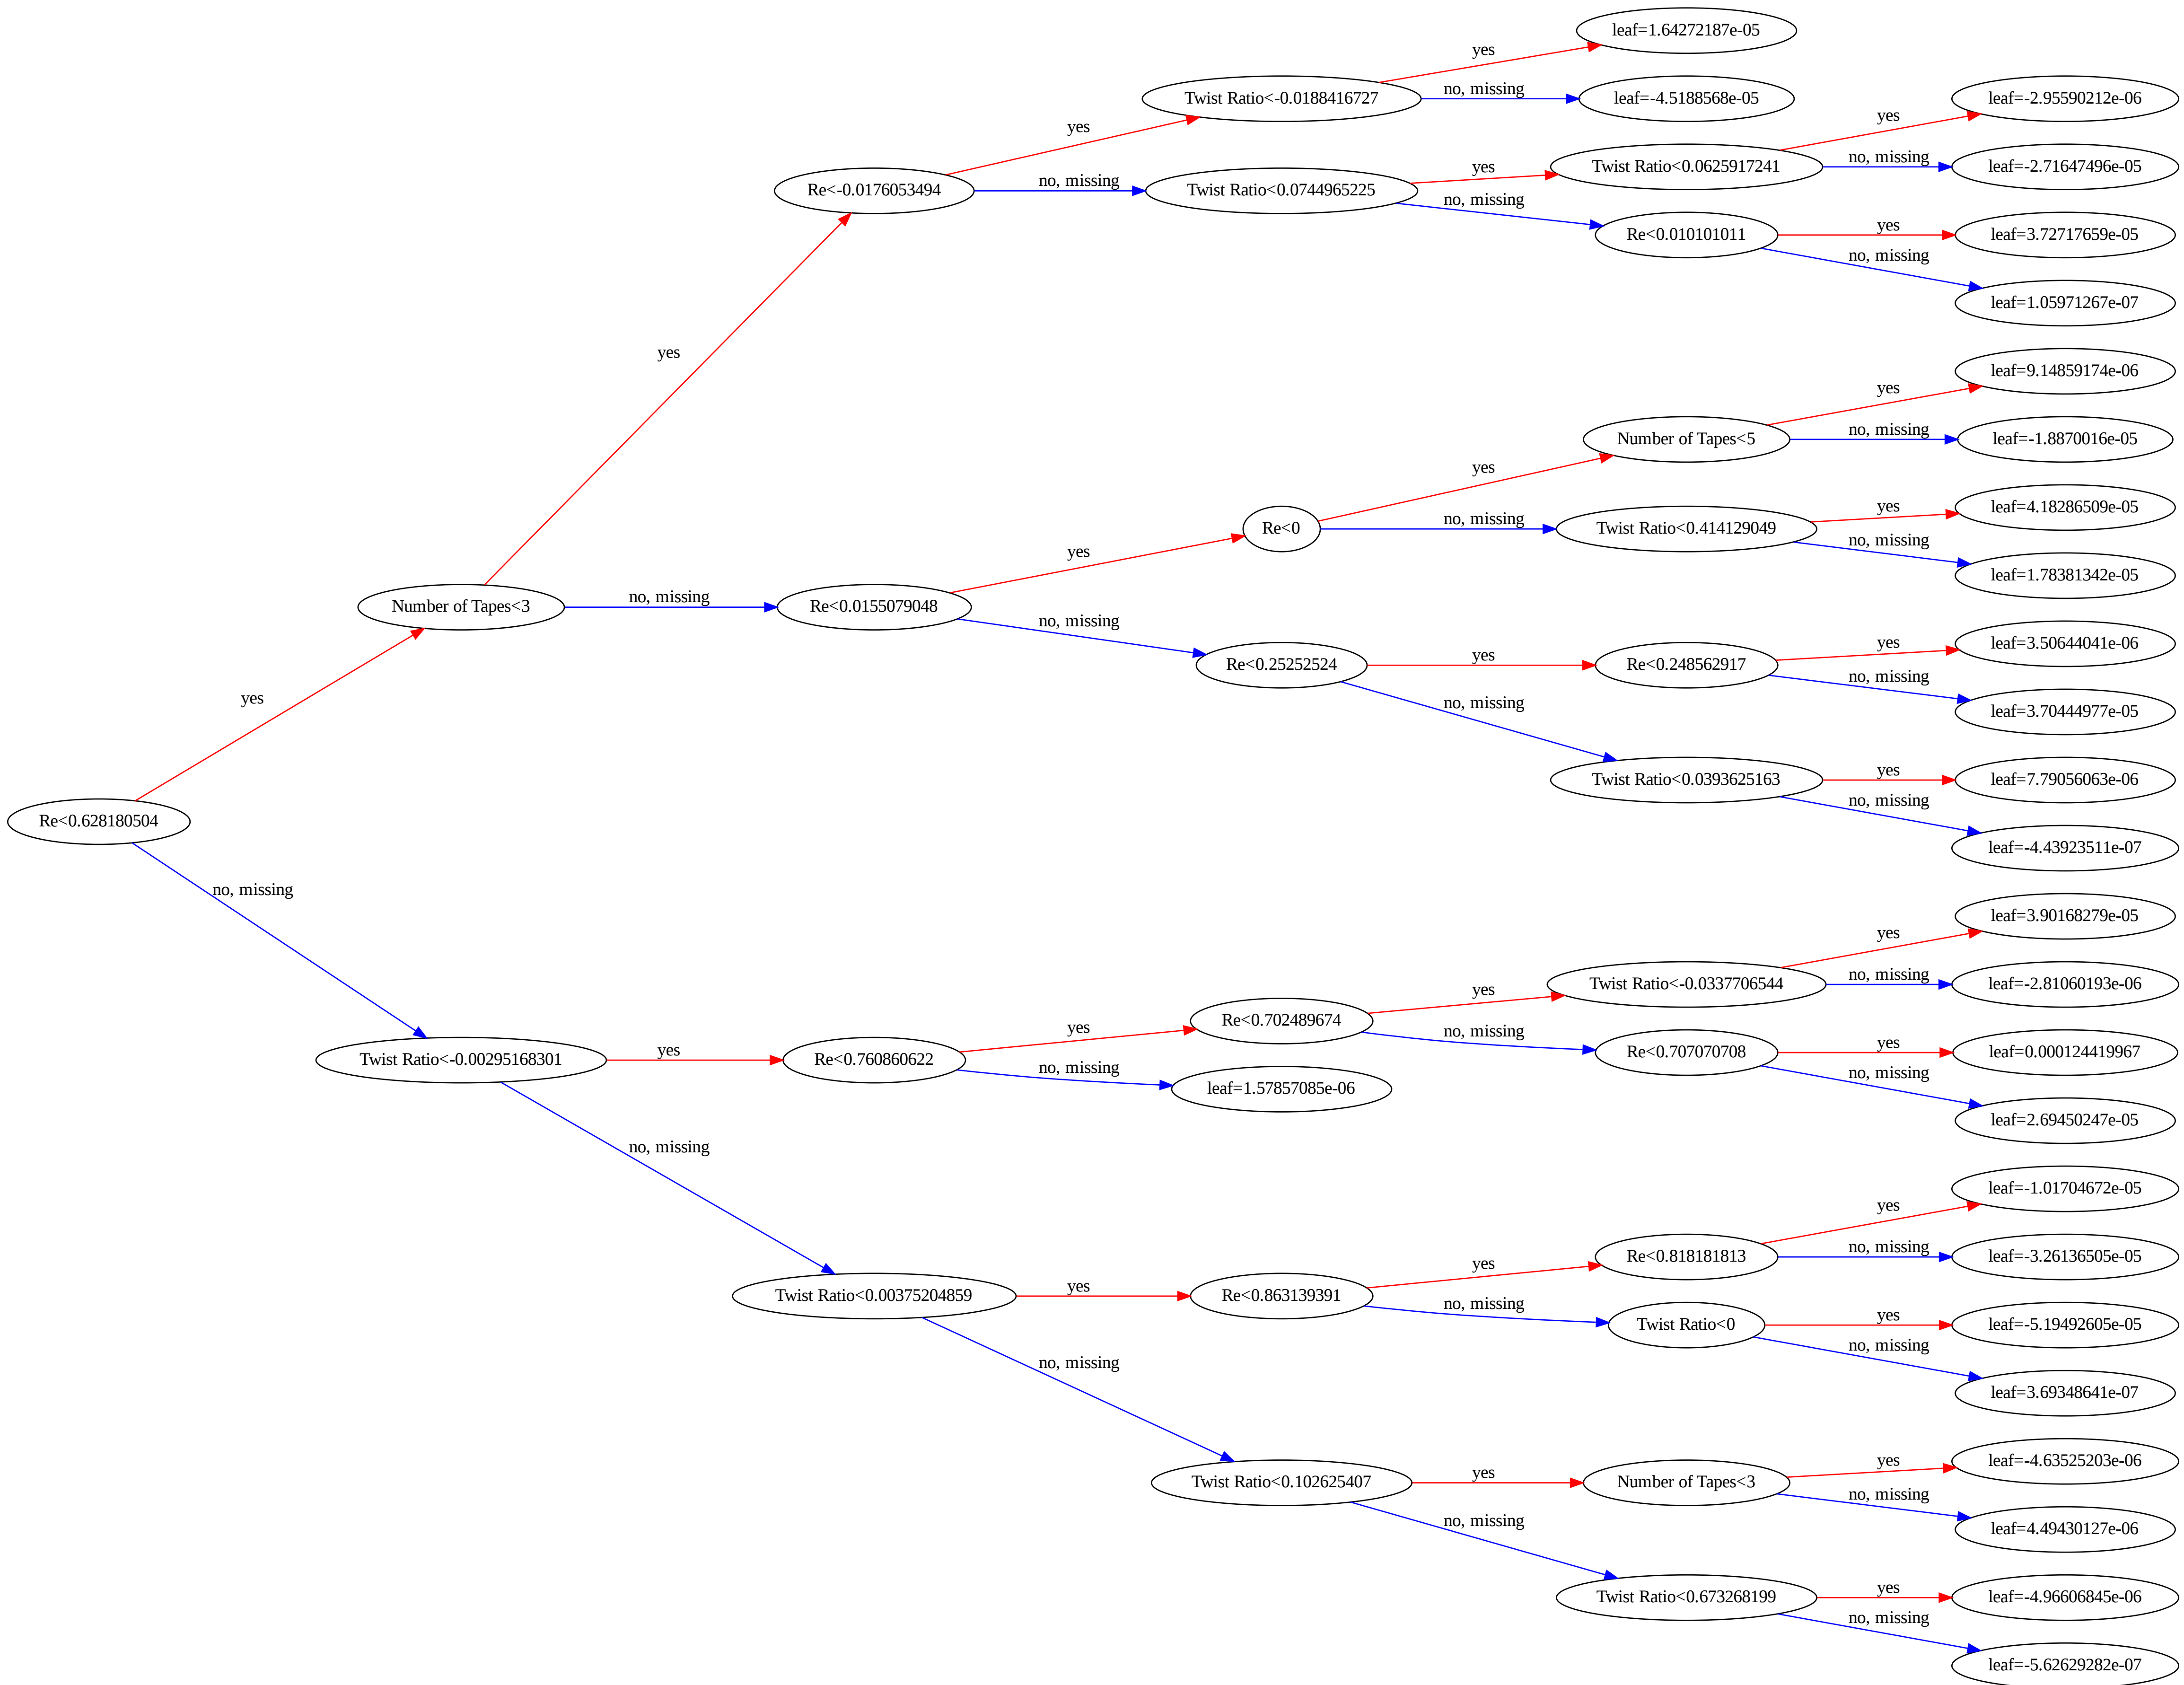 leaf=1.64272187e-05
yes
Twist Ratio<-0.0188416727
no, missing
leaf=-4.5188568e-05
leaf=-2.95590212e-06
yes
yes
Twist Ratio<0.0625917241
no, missing
leaf=-2.71647496e-05
Re<-0.0176053494
no, missing
Twist Ratio<0.0744965225
yes
no, missing
Re<0.010101011
yes
leaf=3.72717659e-05
no, missing
leaf=1.05971267e-07
yes
leaf=9.14859174e-06
yes
Number of Tapes<5
no, missing
leaf=-1.8870016e-05
yes
Re<0
no, missing
Twist Ratio<0.414129049
yes
leaf=4.18286509e-05
no, missing
leaf=1.78381342e-05
yes
Number of Tapes<3
no, missing
Re<0.0155079048
no, missing
Re<0.25252524
yes
Re<0.248562917
yes
leaf=3.50644041e-06
no, missing
leaf=3.70444977e-05
yes
no, missing
Twist Ratio<0.0393625163
yes
leaf=7.79056063e-06
no, missing
leaf=-4.43923511e-07
Re<0.628180504
no, missing
leaf=3.90168279e-05
yes
Twist Ratio<-0.0337706544
no, missing
leaf=-2.81060193e-06
yes
Re<0.702489674
yes
no, missing
Re<0.707070708
yes
leaf=0.000124419967
no, missing
leaf=2.69450247e-05
Twist Ratio<-0.00295168301
yes
Re<0.760860622
no, missing
leaf=1.57857085e-06
no, missing
leaf=-1.01704672e-05
yes
Re<0.818181813
no, missing
leaf=-3.26136505e-05
Twist Ratio<0.00375204859
yes
Re<0.863139391
yes
no, missing
Twist Ratio<0
yes
leaf=-5.19492605e-05
no, missing
leaf=3.69348641e-07
no, missing
Twist Ratio<0.102625407
yes
Number of Tapes<3
yes
leaf=-4.63525203e-06
no, missing
leaf=4.49430127e-06
no, missing
Twist Ratio<0.673268199
yes
leaf=-4.96606845e-06
no, missing
leaf=-5.62629282e-07